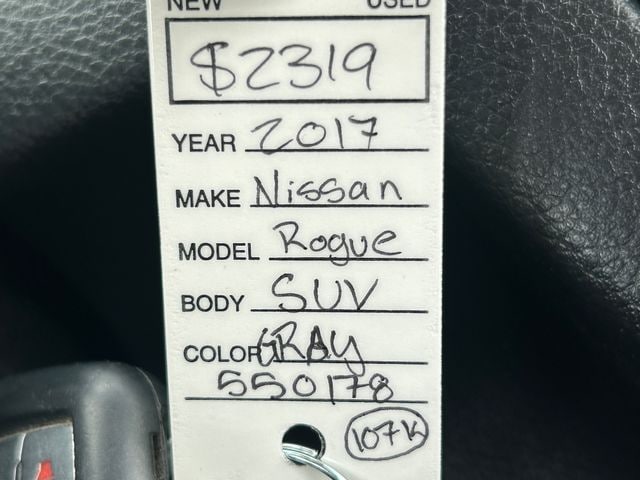 NEW USED
$2319
YEAR 2017
MAKE Nissan
MODEL Rogue
BODY SUV
COLOR GRAY
550178
107K